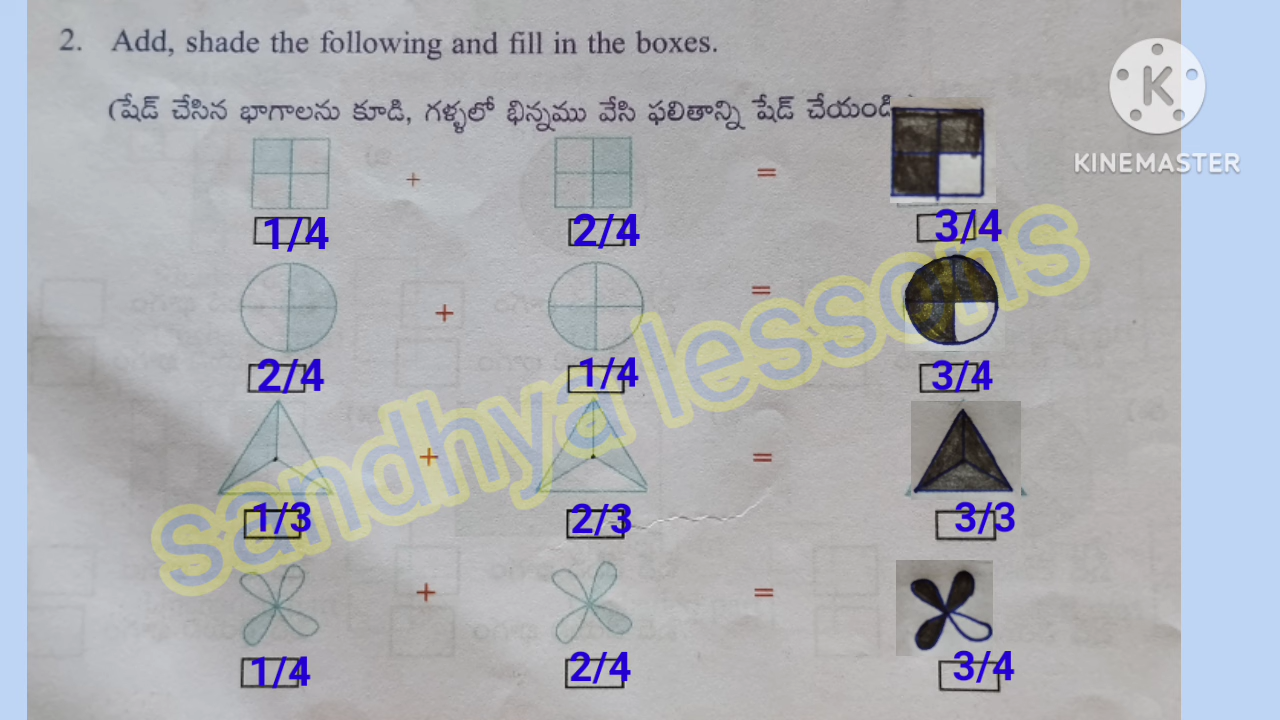 2. Add, shade the following and fill in the boxes.
(షేడ్ చేసిన భాగాలను కూడి, గళ్ళలో భిన్నము వేసి ఫలితాన్ని షేడ్ చేయండి
K
KINEMASTER
+ =
1/4 2/4 3/4
+ =
2/4 1/4 3/4
+ =
1/3 2/3 3/3
+ =
1/4 2/4 3/4
sandhya lessons